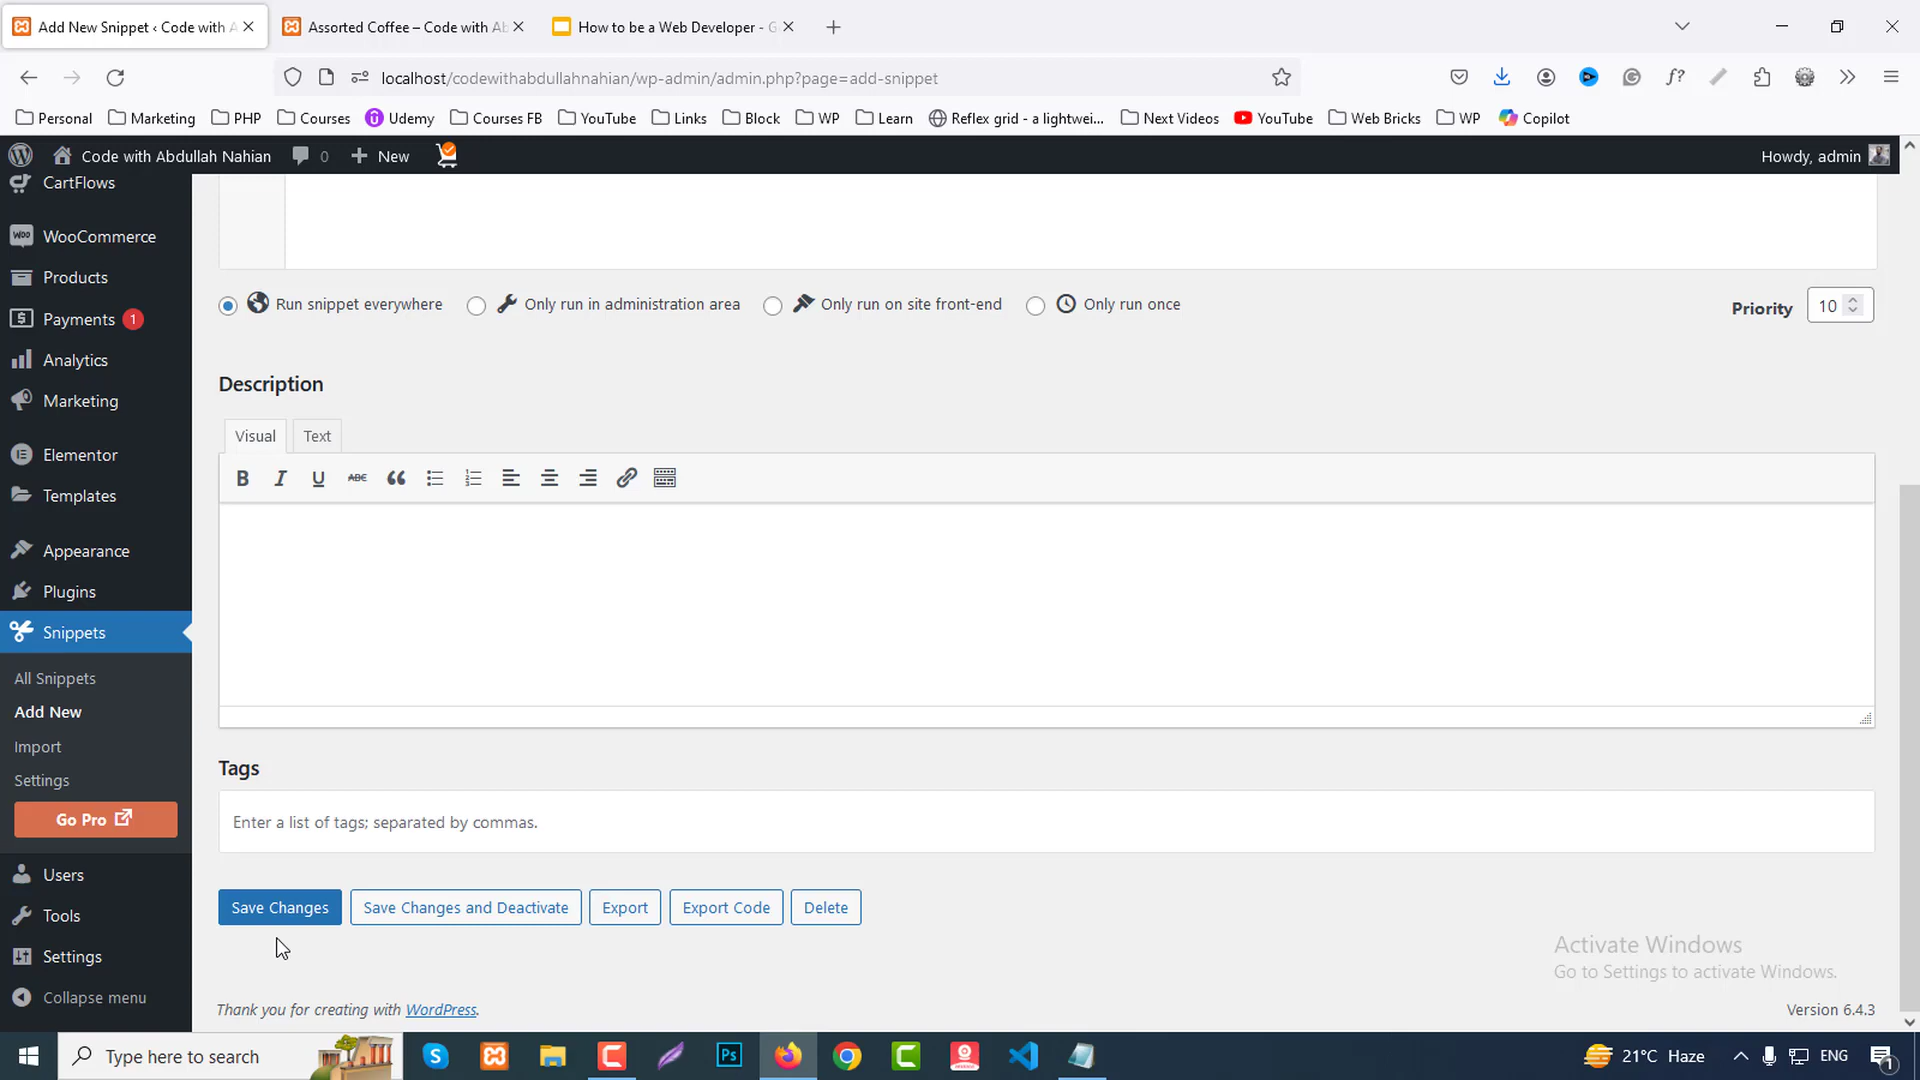 Add New Snippet ‹ Code with A
Assorted Coffee – Code with Ab
How to be a Web Developer - G
localhost/codewithabdullahnahian/wp-admin/admin.php?page=add-snippet
Personal
Marketing
PHP
Courses
Udemy
Courses FB
YouTube
Links
Block
WP
Learn
Reflex grid - a lightwei...
Next Videos
YouTube
Web Bricks
WP
Copilot
Code with Abdullah Nahian
0
New
Howdy, admin
CartFlows
WooCommerce
Products
Payments 1
Analytics
Marketing
Elementor
Templates
Appearance
Plugins
Snippets
All Snippets
Add New
Import
Settings
Go Pro
Users
Tools
Settings
Collapse menu
Run snippet everywhere
Only run in administration area
Only run on site front-end
Only run once
Priority 10
Description
Visual
Text
B I U ABC
Tags
Enter a list of tags; separated by commas.
Save Changes
Save Changes and Deactivate
Export
Export Code
Delete
Activate Windows
Go to Settings to activate Windows.
Thank you for creating with WordPress.
Version 6.4.3
Type here to search
21°C Haze
ENG
1